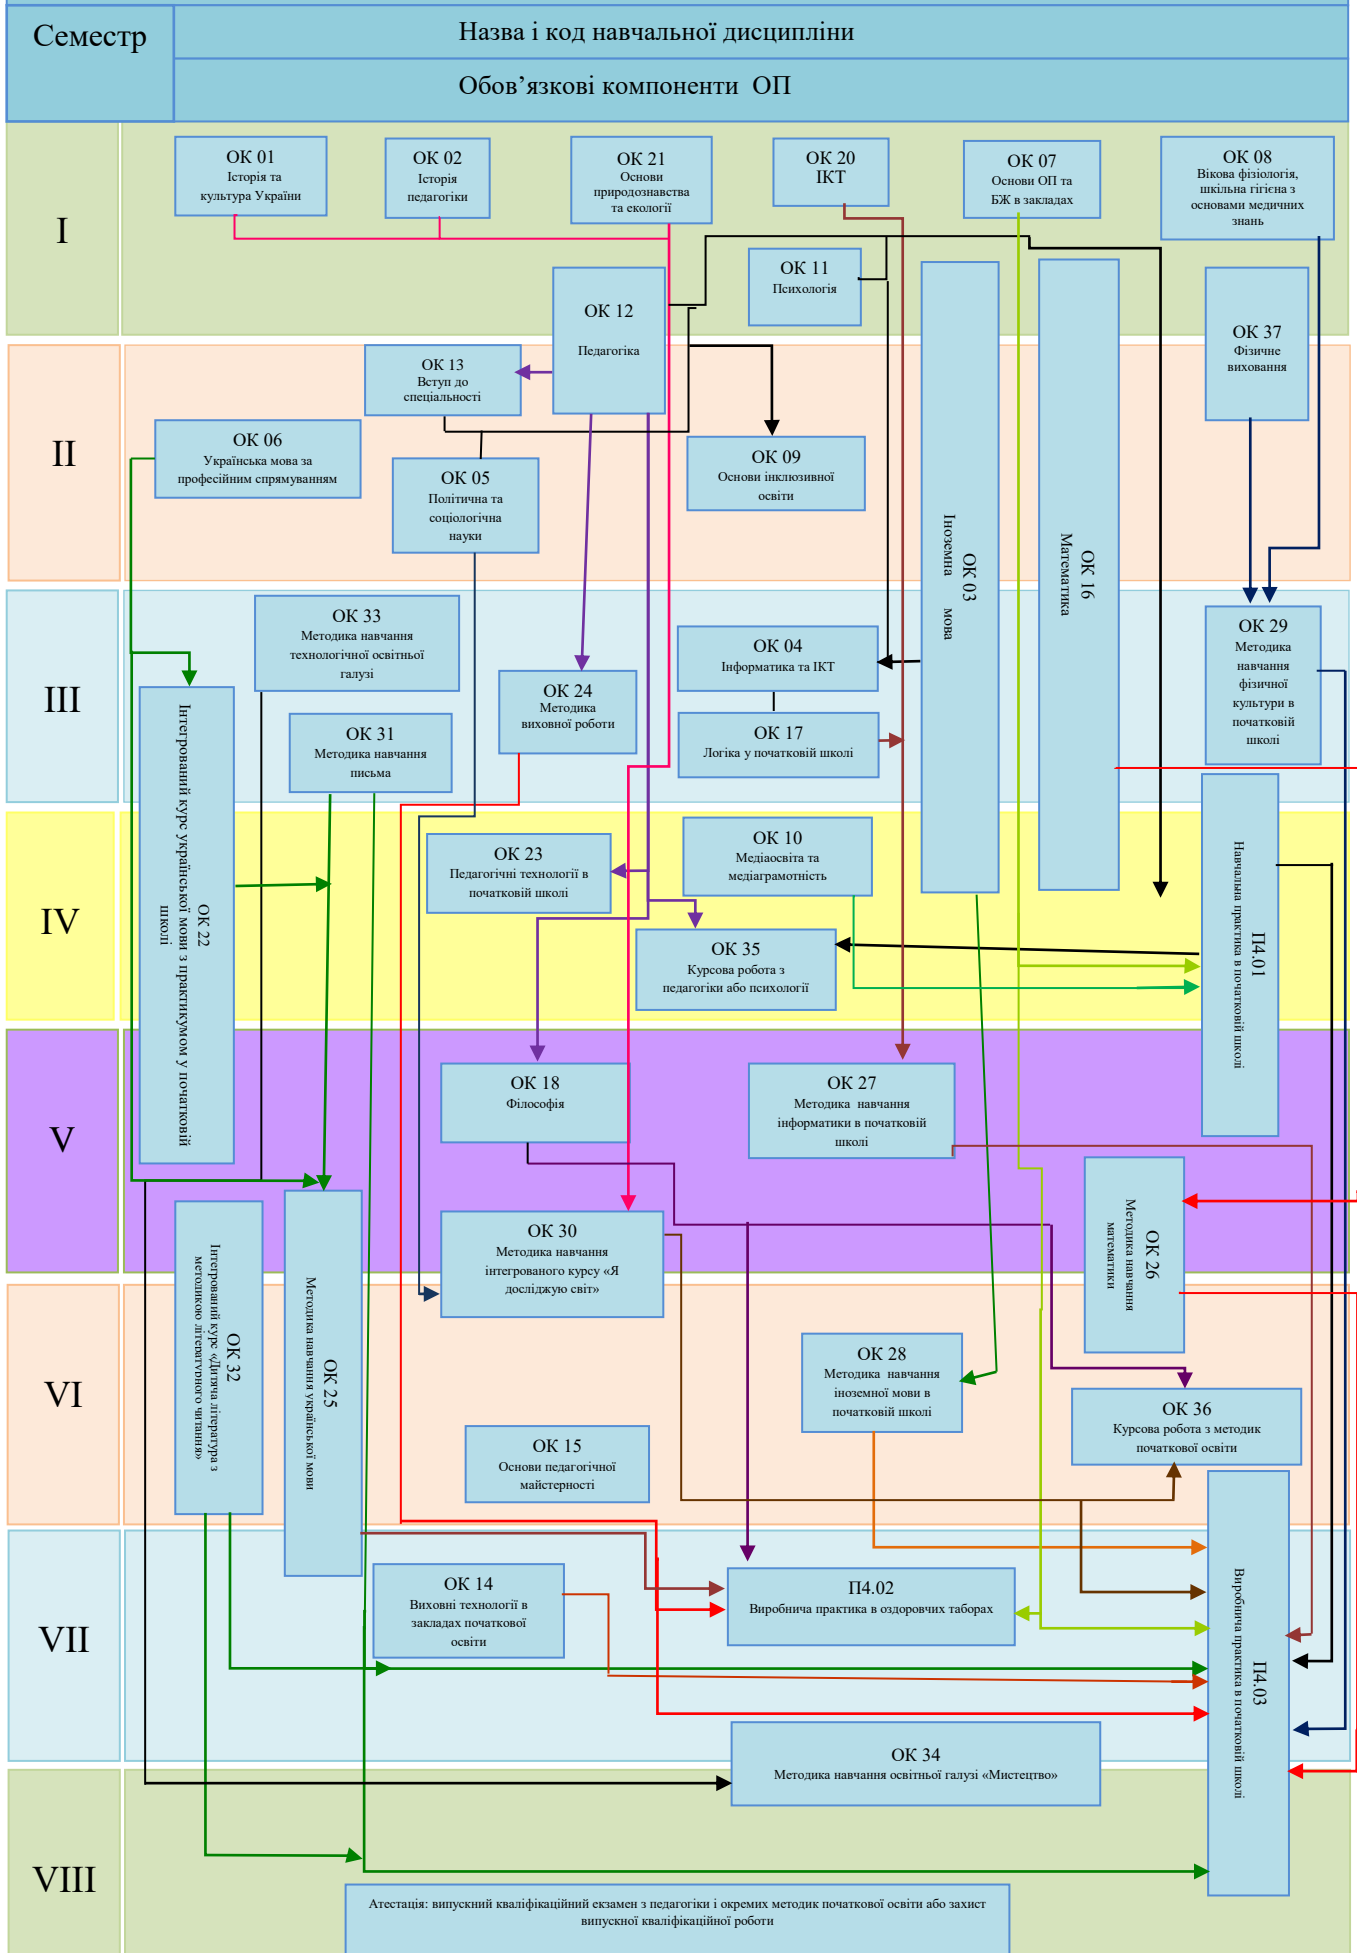 Семестр
Назва і код навчальної дисципліни
Обов’язкові компоненти ОП
I
ОК 01
Історія та
культура України
ОК 02
Історія
педагогіки
ОК 21
Основи
природознавства
та екології
ОК 20
ІКТ
ОК 07
Основи ОП та
БЖ в закладах
ОК 08
Вікова фізіологія,
шкільна гігієна з
основами медичних
знань
ОК 12
Педагогіка
ОК 11
Психологія
ОК 03
Іноземна мова
ОК 16
Математика
ОК 37
Фізичне
виховання
II
ОК 13
Вступ до
спеціальності
ОК 06
Українська мова за
професійним спрямуванням
ОК 05
Політична та
соціологічна
науки
ОК 09
Основи інклюзивної
освіти
III
ОК 33
Методика навчання
технологічної освітньої
галузі
ОК 31
Методика навчання
письма
ОК 24
Методика
виховної роботи
ОК 04
Інформатика та ІКТ
ОК 17
Логіка у початковій школі
ОК 29
Методика
навчання
фізичної
культури в
початковій
школі
ОК 22
Інтегрований курс української мови з практикумом у початковій
школі
IV
ОК 23
Педагогічні технології в
початковій школі
ОК 10
Медіаосвіта та
медіаграмотність
ОК 35
Курсова робота з
педагогіки або психології
П4.01
Навчальна практика в початковій школі
V
ОК 18
Філософія
ОК 27
Методика навчання
інформатики в початковій
школі
ОК 30
Методика навчання
інтегрованого курсу «Я
досліджую світ»
ОК 26
Методика навчання
математики
ОК 32
Інтегрований курс «Дитяча література з
методикою літературного читання»
ОК 25
Методика навчання української мови
VI
ОК 28
Методика навчання
іноземної мови в
початковій школі
ОК 15
Основи педагогічної
майстерності
ОК 36
Курсова робота з методик
початкової освіти
VII
ОК 14
Виховні технології в
закладах початкової
освіти
П4.02
Виробнича практика в оздоровчих таборах
П4.03
Виробнича практика в початковій школі
ОК 34
Методика навчання освітньої галузі «Мистецтво»
VIII
Атестація: випускний кваліфікаційний екзамен з педагогіки і окремих методик початкової освіти або захист
випускної кваліфікаційної роботи